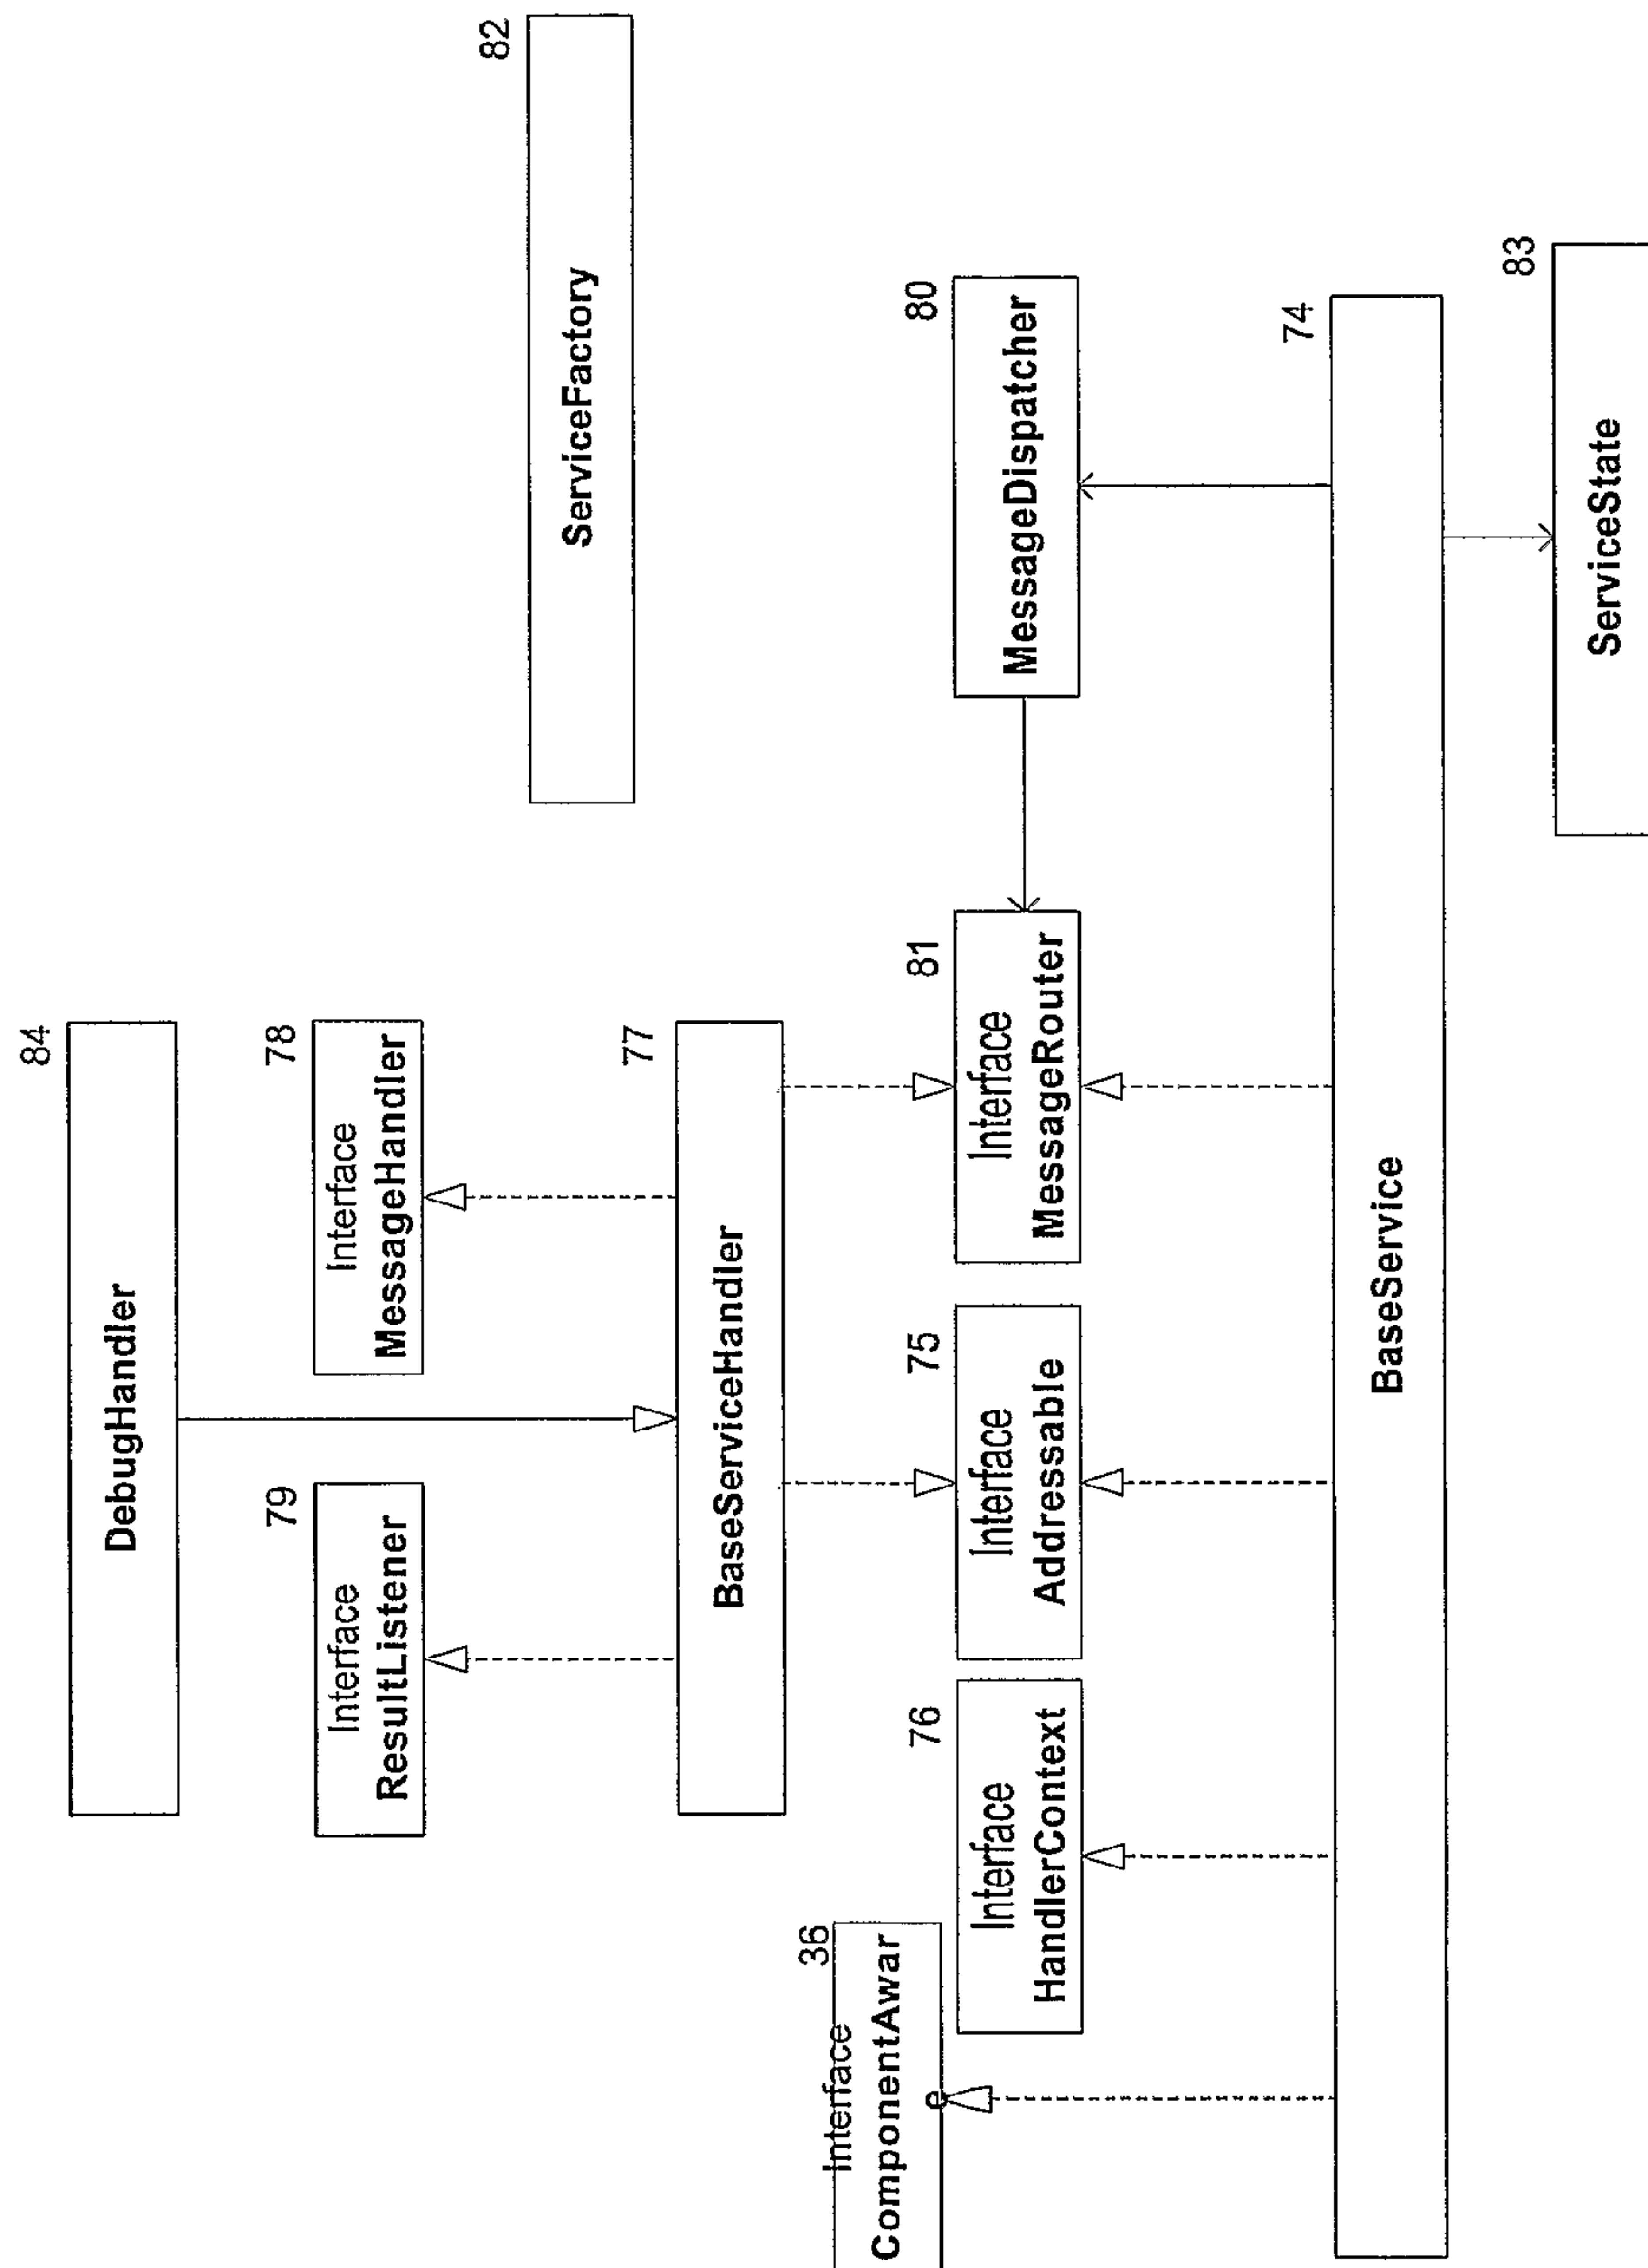 84
DebugHandler
79
Interface
ResultListener
78
Interface
MessageHandler
82
ServiceFactory
77
BaseServiceHandler
36
Interface
ComponentAwar
e
76
Interface
HandlerContext
75
Interface
Addressable
81
Interface
MessageRouter
80
MessageDispatcher
74
BaseService
83
ServiceState